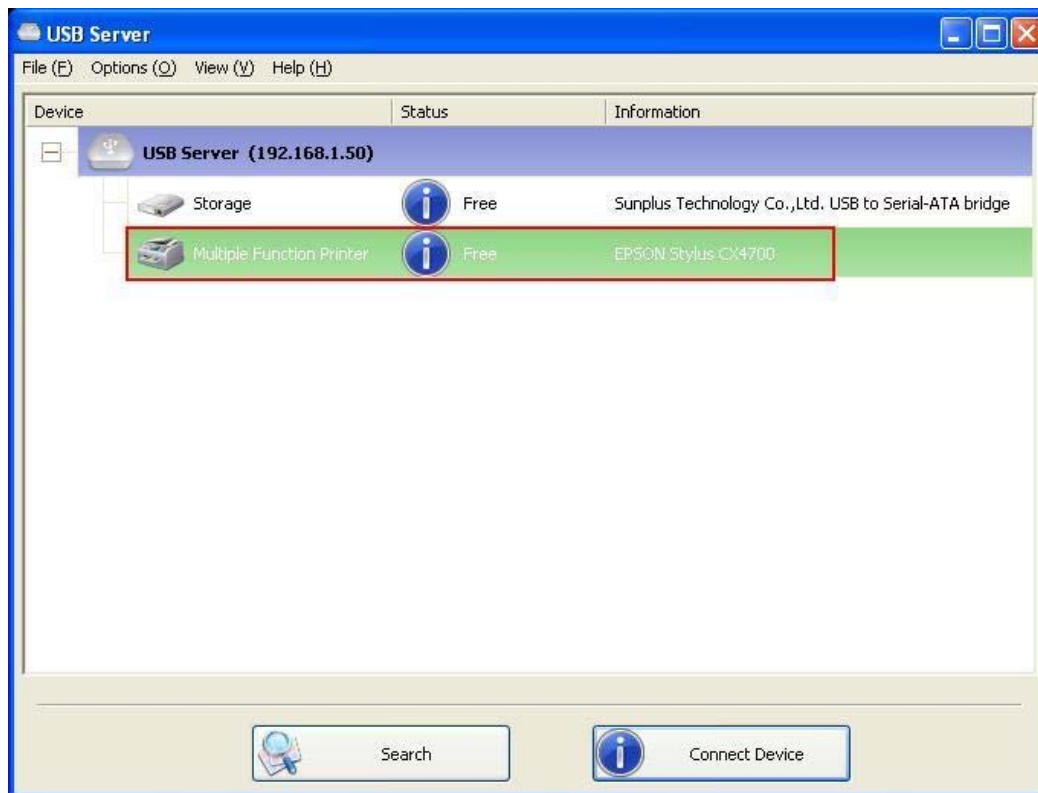 USB Server
File (F) Options (O) View (V) Help (H)
Device Status Information
USB Server (192.168.1.50)
Storage Free Sunplus Technology Co.,Ltd. USB to Serial-ATA bridge
Multiple Function Printer Free EPSON Stylus CX4700
Search Connect Device